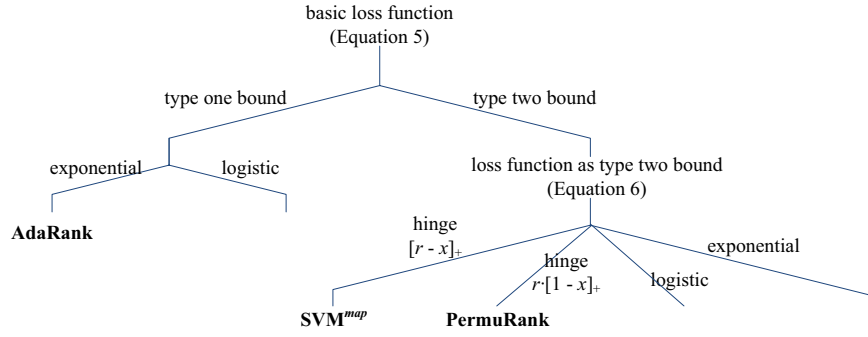 basic loss function
(Equation 5)
type one bound
type two bound
exponential
logistic
loss function as type two bound
(Equation 6)
AdaRank
hinge
[r - x]+
hinge
r·[1 - x]+
logistic
exponential
SVMmap
PermuRank